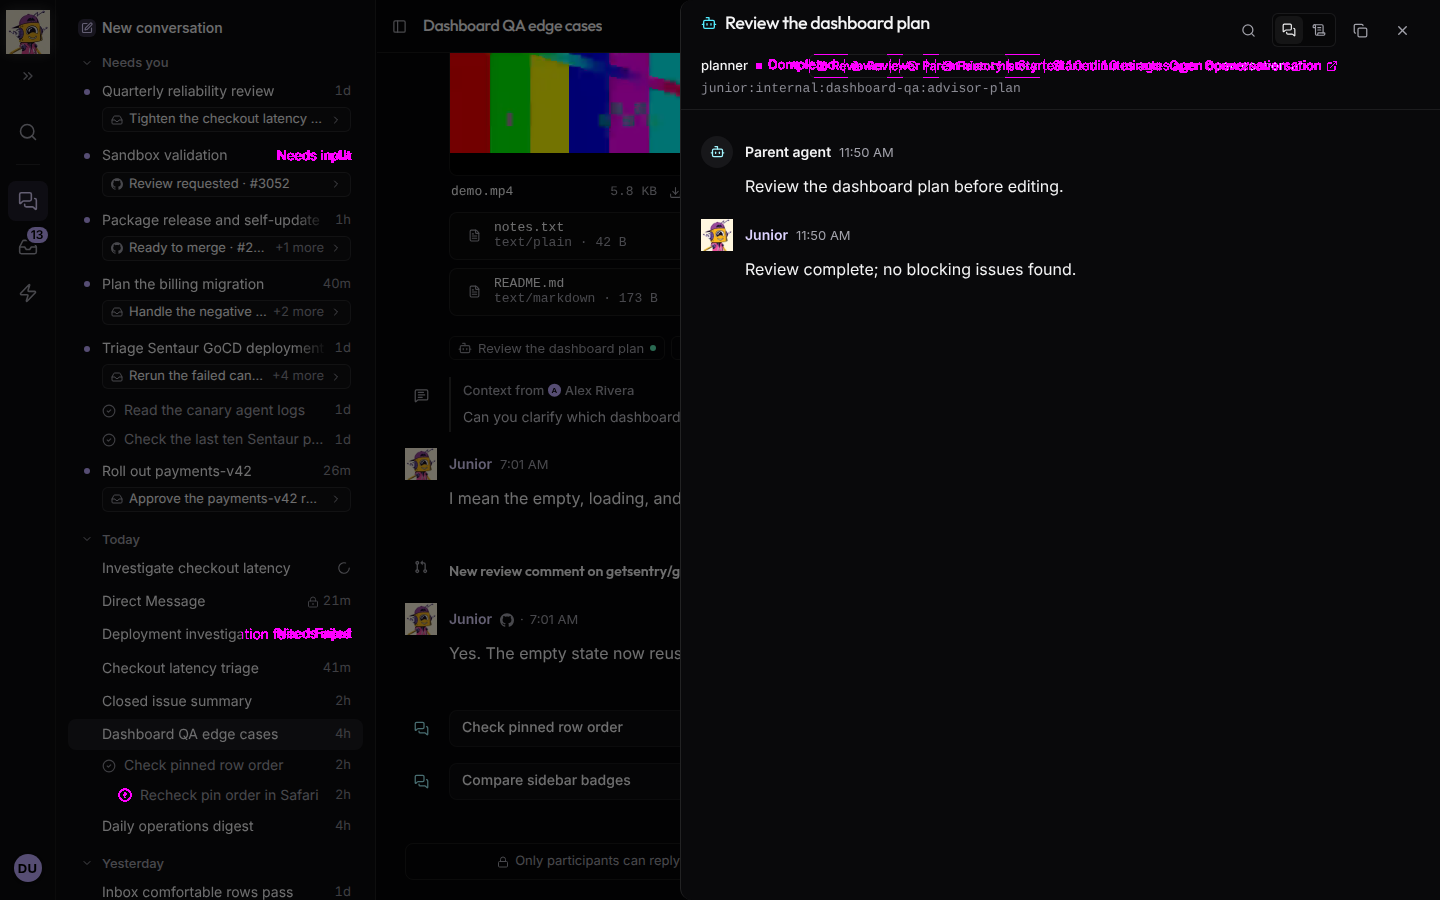 New conversation
Needs you
Quarterly reliability review 1d
Tighten the checkout latency ...
Sandbox validation Needs
Review requested · #3052
Package release and self-update 1h
Ready to merge · #2... +1 more
Plan the billing migration 40m
Handle the negative ... +2 more
Triage Sentaur GoCD deployment 1d
Rerun the failed can... +4 more
Read the canary agent logs 1d
Check the last ten Sentaur p... 1d
Roll out payments-v42 26m
Approve the payments-v42 r...
Today
Investigate checkout latency
Direct Message 21m
Deployment investigation
Checkout latency triage 41m
Closed issue summary 2h
Dashboard QA edge cases 4h
Check pinned row order 2h
Recheck pin order in Safari 2h
Daily operations digest 4h
Yesterday
Inbox comfortable rows pass 1d
13
DU
Dashboard QA edge cases
demo.mp4 5.8 KB
notes.txt
text/plain · 42 B
README.md
text/markdown · 173 B
Review the dashboard plan
Context from A Alex Rivera
Can you clarify which dashboard
Junior 7:01 AM
I mean the empty, loading, and
New review comment on getsentry/g
Junior · 7:01 AM
Yes. The empty state now reus
Check pinned row order
Compare sidebar badges
Only participants can reply
Review the dashboard plan
planner
junior:internal:dashboard-qa:advisor-plan
Parent agent 11:50 AM
Review the dashboard plan before editing.
Junior 11:50 AM
Review complete; no blocking issues found.